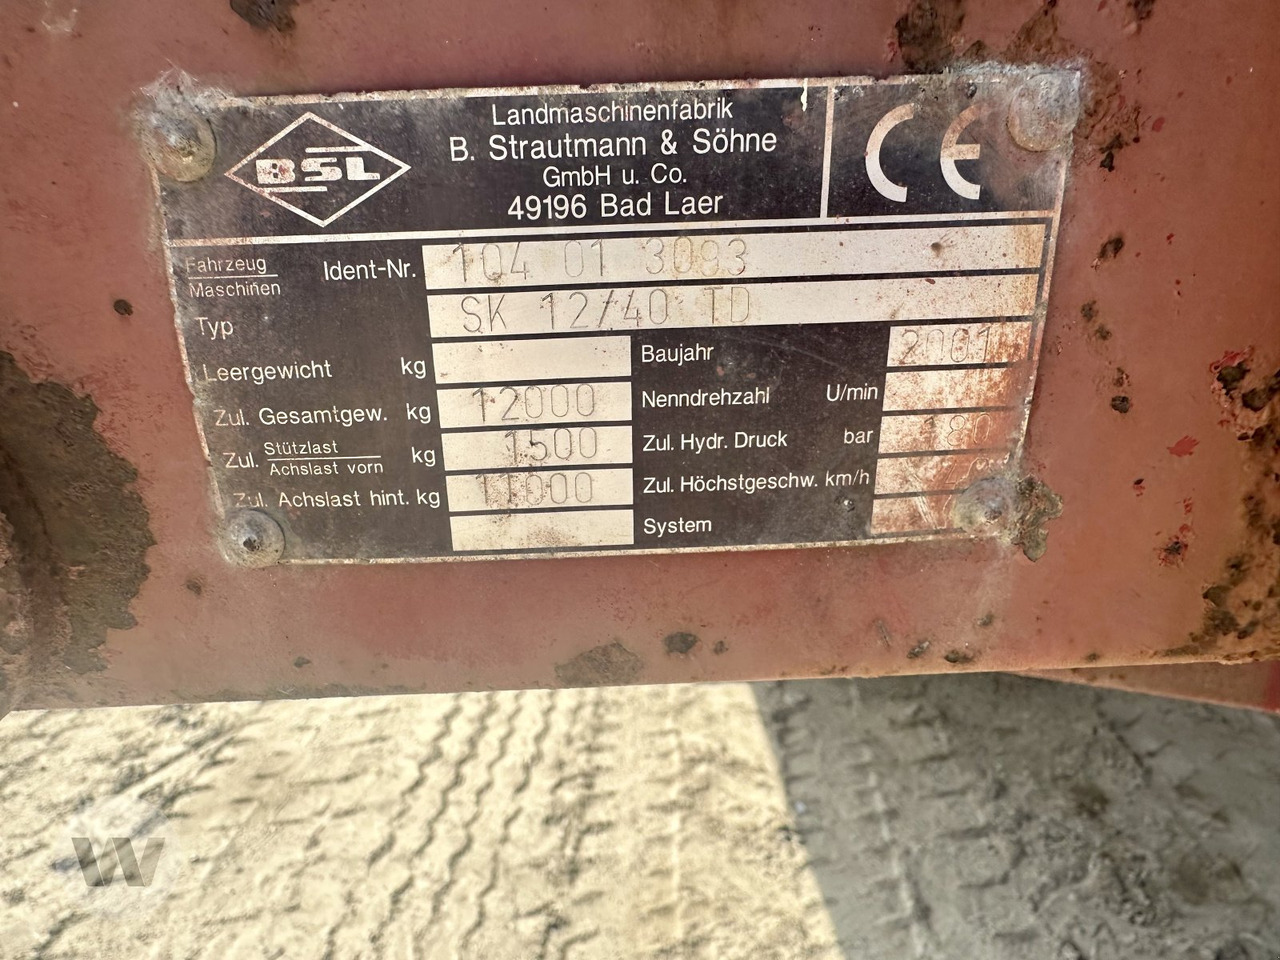 BSL
Landmaschinenfabrik
B. Strautmann & Söhne
GmbH u. Co.
49196 Bad Laer
CE
Fahrzeug
Maschinen
Ident-Nr. 104 01 3093
Typ SK 12/40 TD
Leergewicht kg
Zul. Gesamtgew. kg 12000
Zul. Stützlast
Achslast vorn kg 1500
Zul. Achslast hint. kg 11000
Baujahr 2001
Nenndrehzahl U/min
Zul. Hydr. Druck bar 180
Zul. Höchstgeschw. km/h
System
W